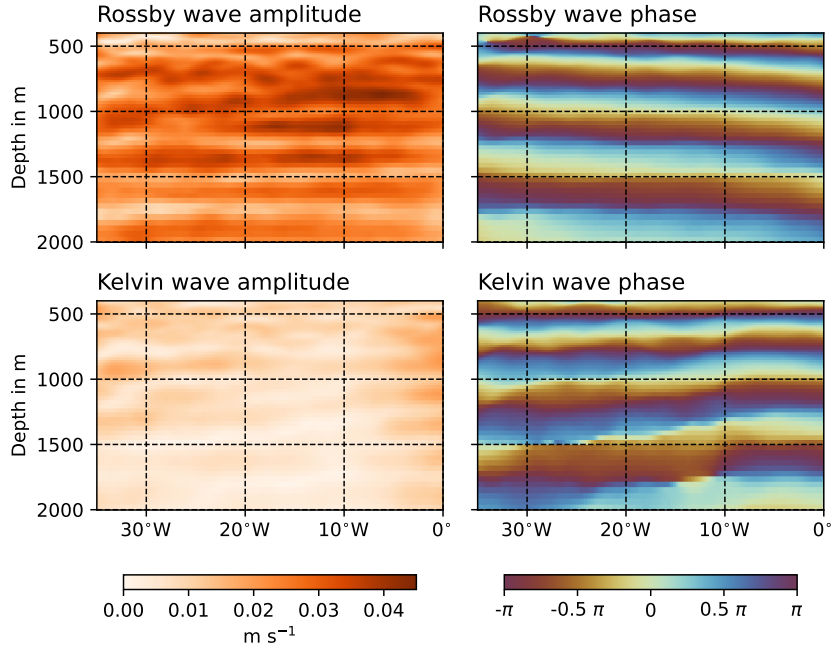 Rossby wave amplitude
Rossby wave phase
Depth in m
500
1000
1500
2000
Kelvin wave amplitude
Kelvin wave phase
Depth in m
500
1000
1500
2000
30°W 20°W 10°W 0°
30°W 20°W 10°W 0°
0.00 0.01 0.02 0.03 0.04
m s⁻¹
-π -0.5 π 0 0.5 π π